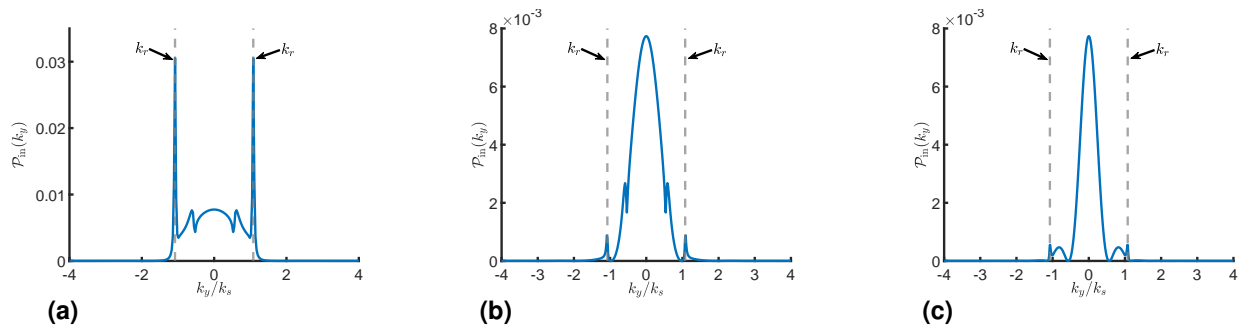 0.03
0.02
0.01
0
𝒫_in(k_y)
k_r
k_r
-4
-2
0
2
4
k_y/k_s
(a)
×10^-3
8
6
4
2
0
𝒫_in(k_y)
k_r
k_r
-4
-3
-2
-1
0
1
2
3
4
k_y/k_s
(b)
×10^-3
8
6
4
2
0
𝒫_in(k_y)
k_r
k_r
-4
-3
-2
-1
0
1
2
3
4
k_y/k_s
(c)